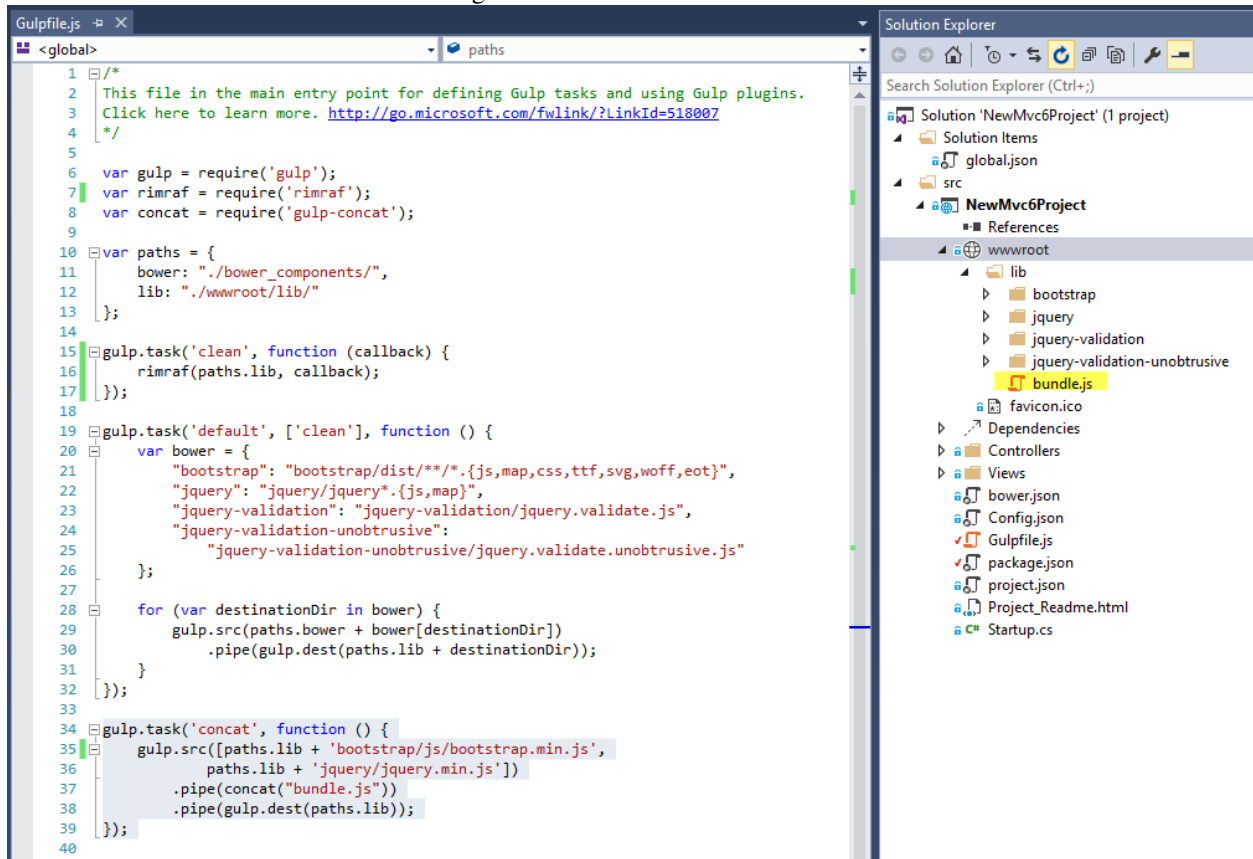 Gulpfile.js
<global>
paths
1 /*
2 This file in the main entry point for defining Gulp tasks and using Gulp plugins.
3 Click here to learn more. http://go.microsoft.com/fwlink/?LinkId=518007
4 */
5
6 var gulp = require('gulp');
7 var rimraf = require('rimraf');
8 var concat = require('gulp-concat');
9
10 var paths = {
11 bower: "./bower_components/",
12 lib: "./wwwroot/lib/"
13 };
14
15 gulp.task('clean', function (callback) {
16 rimraf(paths.lib, callback);
17 });
18
19 gulp.task('default', ['clean'], function () {
20 var bower = {
21 "bootstrap": "bootstrap/dist/**/*.{js,map,css,ttf,svg,woff,eot}",
22 "jquery": "jquery/jquery*.{js,map}",
23 "jquery-validation": "jquery-validation/jquery.validate.js",
24 "jquery-validation-unobtrusive":
25 "jquery-validation-unobtrusive/jquery.validate.unobtrusive.js"
26 };
27
28 for (var destinationDir in bower) {
29 gulp.src(paths.bower + bower[destinationDir])
30 .pipe(gulp.dest(paths.lib + destinationDir));
31 }
32 });
33
34 gulp.task('concat', function () {
35 gulp.src([paths.lib + 'bootstrap/js/bootstrap.min.js',
36 paths.lib + 'jquery/jquery.min.js'])
37 .pipe(concat("bundle.js"))
38 .pipe(gulp.dest(paths.lib));
39 });
40
Solution Explorer
Search Solution Explorer (Ctrl+;)
Solution 'NewMvc6Project' (1 project)
Solution Items
global.json
src
NewMvc6Project
References
wwwroot
lib
bootstrap
jquery
jquery-validation
jquery-validation-unobtrusive
bundle.js
favicon.ico
Dependencies
Controllers
Views
bower.json
Config.json
Gulpfile.js
package.json
project.json
Project_Readme.html
C# Startup.cs